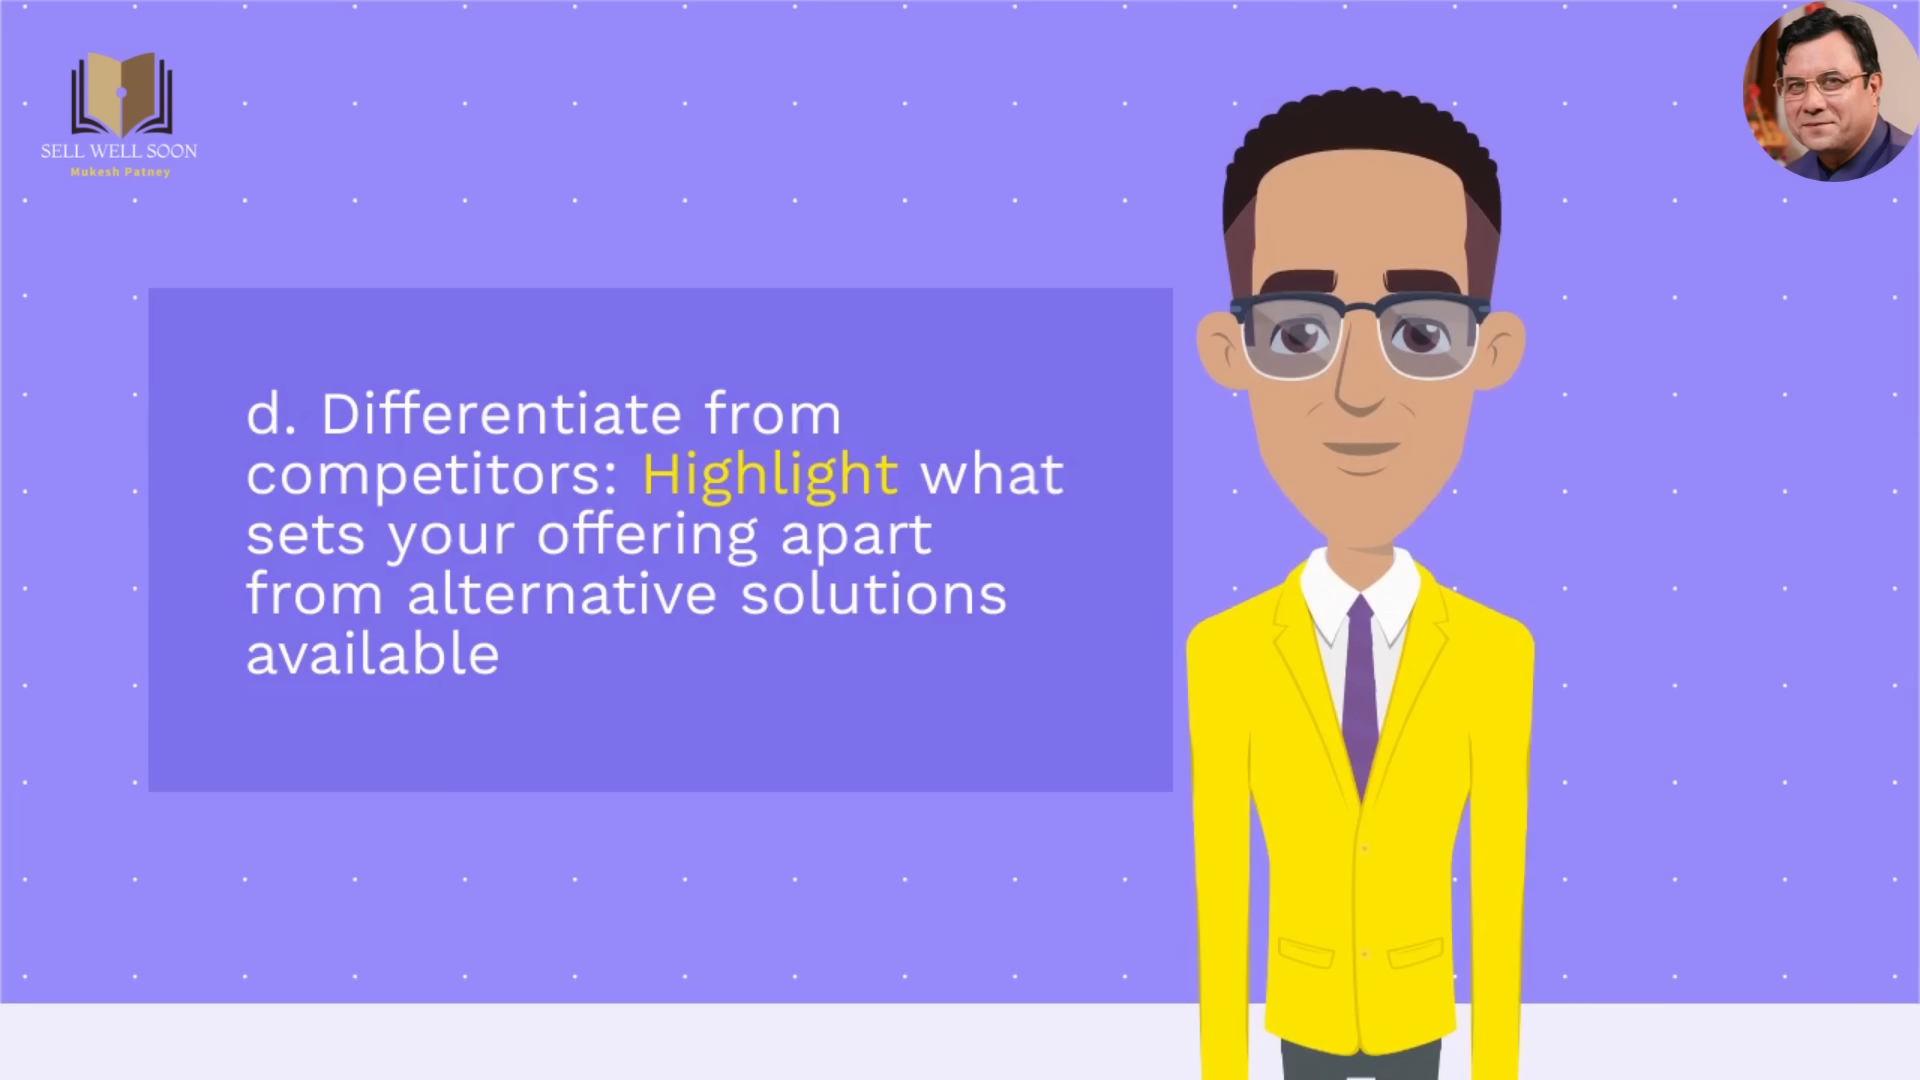 SELL WELL SOON
Mukesh Patney
d. Differentiate from
competitors: Highlight what
sets your offering apart
from alternative solutions
available